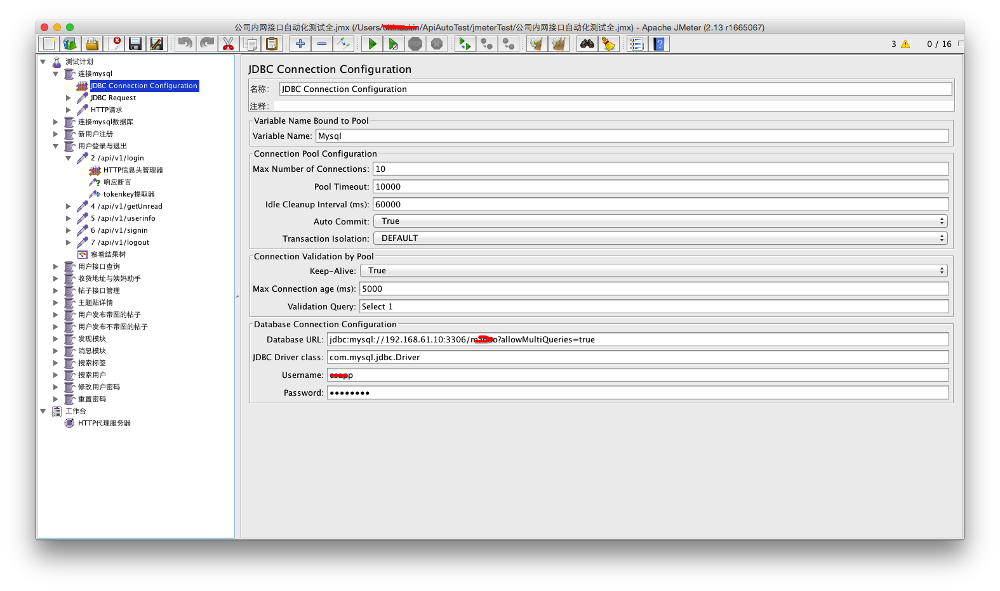 公司内网接口自动化测试全.jmx (/Users/ /ApiAutoTest/jmeterTest/公司内网接口自动化测试全.jmx) - Apache JMeter (2.13 r1665067)
3 0 / 16
测试计划
连接mysql
JDBC Connection Configuration
JDBC Request
HTTP请求
连接mysql数据库
新用户注册
用户登录与退出
2 /api/v1/login
HTTP信息头管理器
响应断言
tokenkey提取器
4 /api/v1/getUnread
5 /api/v1/userinfo
6 /api/v1/signin
7 /api/v1/logout
察看结果树
用户接口查询
收货地址与姨妈助手
帖子接口管理
主题贴详情
用户发布带图的帖子
用户发布不带图的帖子
发现模块
消息模块
搜索标签
搜索用户
修改用户密码
重置密码
工作台
HTTP代理服务器
JDBC Connection Configuration
名称: JDBC Connection Configuration
注释:
Variable Name Bound to Pool
Variable Name: Mysql
Connection Pool Configuration
Max Number of Connections: 10
Pool Timeout: 10000
Idle Cleanup Interval (ms): 60000
Auto Commit: True
Transaction Isolation: DEFAULT
Connection Validation by Pool
Keep-Alive: True
Max Connection age (ms): 5000
Validation Query: Select 1
Database Connection Configuration
Database URL: jdbc:mysql://192.168.61.10:3306/ ?allowMultiQueries=true
JDBC Driver class: com.mysql.jdbc.Driver
Username:
Password: ●●●●●●●●